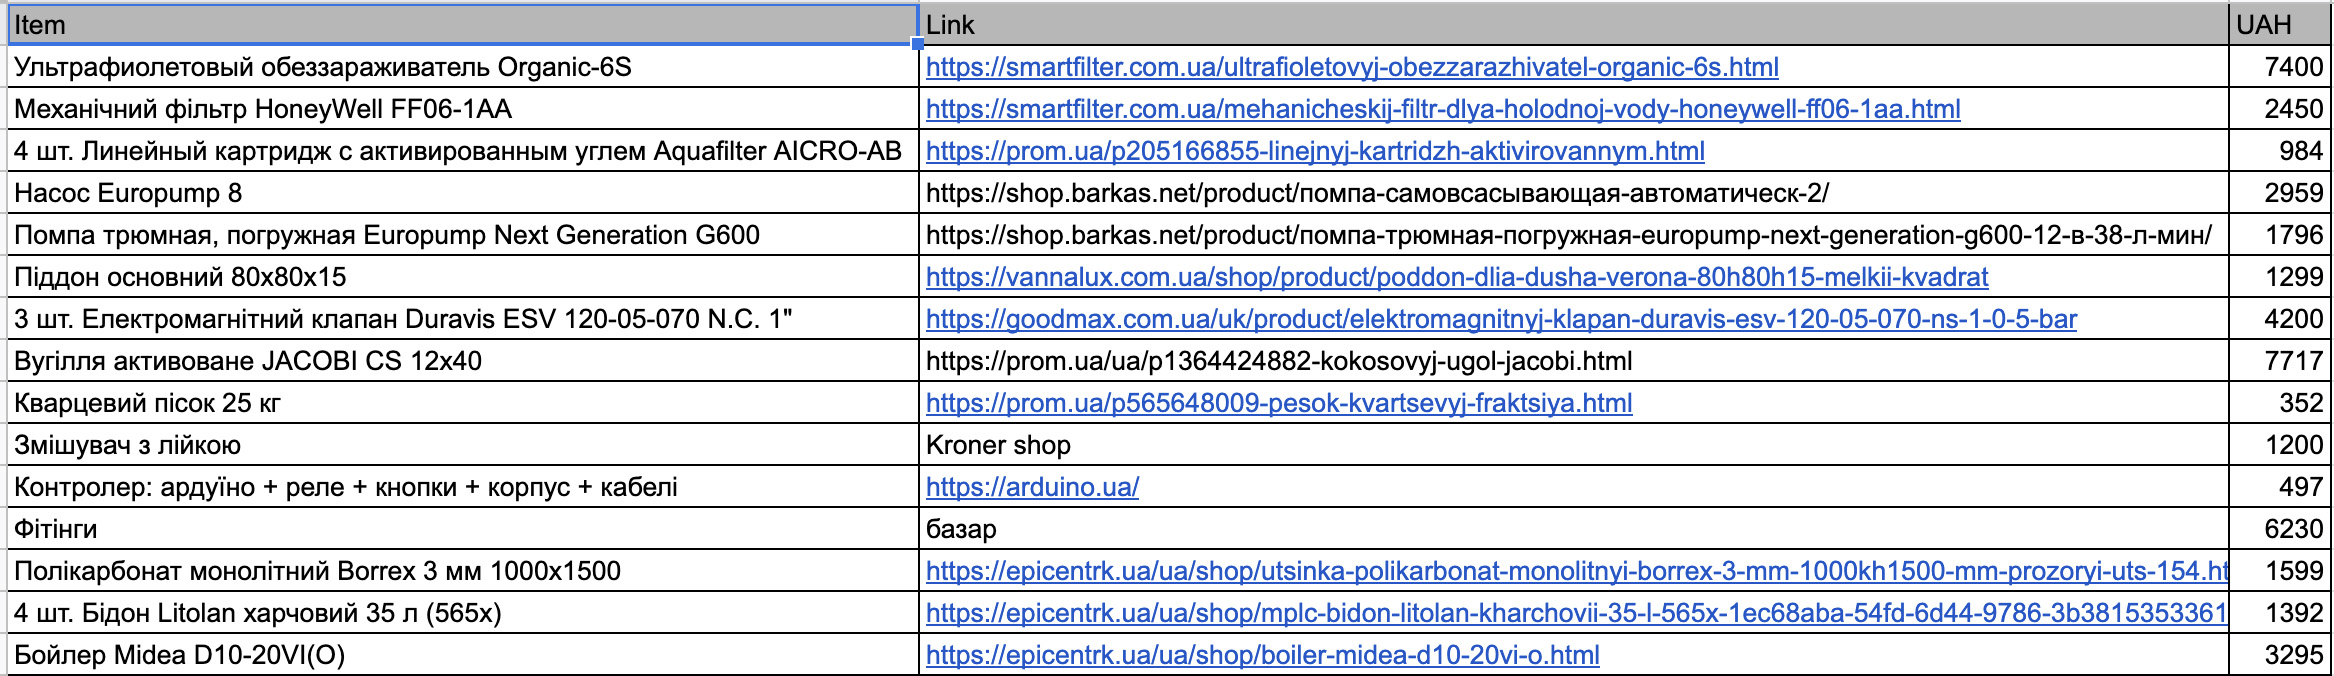 Item Link UAH
Ультрафиолетовый обеззараживатель Organic-6S https://smartfilter.com.ua/ultrafioletovyj-obezzarazhivatel-organic-6s.html 7400
Механічний фільтр HoneyWell FF06-1AA https://smartfilter.com.ua/mehanicheskij-filtr-dlya-holodnoj-vody-honeywell-ff06-1aa.html 2450
4 шт. Линейный картридж с активированным углем Aquafilter AICRO-AB https://prom.ua/p205166855-linejnyj-kartridzh-aktivirovannym.html 984
Насос Europump 8 https://shop.barkas.net/product/помпа-самовсасывающая-автоматическ-2/ 2959
Помпа трюмная, погружная Europump Next Generation G600 https://shop.barkas.net/product/помпа-трюмная-погружная-europump-next-generation-g600-12-в-38-л-мин/ 1796
Піддон основний 80x80x15 https://vannalux.com.ua/shop/product/poddon-dlia-dusha-verona-80h80h15-melkii-kvadrat 1299
3 шт. Електромагнітний клапан Duravis ESV 120-05-070 N.C. 1" https://goodmax.com.ua/uk/product/elektromagnitnyj-klapan-duravis-esv-120-05-070-ns-1-0-5-bar 4200
Вугілля активоване JACOBI CS 12x40 https://prom.ua/ua/p1364424882-kokosovyj-ugol-jacobi.html 7717
Кварцевий пісок 25 кг https://prom.ua/p565648009-pesok-kvartsevyj-fraktsiya.html 352
Змішувач з лійкою Kroner shop 1200
Контролер: ардуїно + реле + кнопки + корпус + кабелі https://arduino.ua/ 497
Фітінги базар 6230
Полікарбонат монолітний Borrex 3 мм 1000x1500 https://epicentrk.ua/ua/shop/utsinka-polikarbonat-monolitnyi-borrex-3-mm-1000kh1500-mm-prozoryi-uts-154.ht 1599
4 шт. Бідон Litolan харчовий 35 л (565x) https://epicentrk.ua/ua/shop/mplc-bidon-litolan-kharchovii-35-l-565x-1ec68aba-54fd-6d44-9786-3b3815353361 1392
Бойлер Midea D10-20VI(O) https://epicentrk.ua/ua/shop/boiler-midea-d10-20vi-o.html 3295